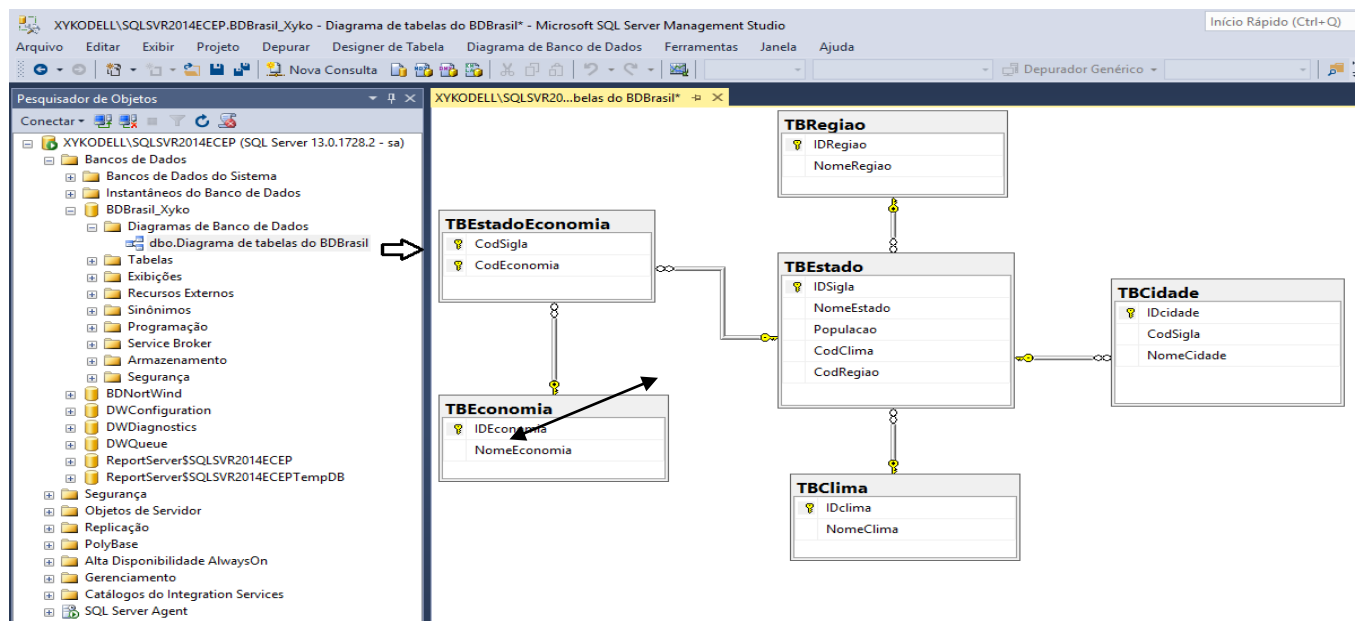 XYKODELL\SQLSVR2014ECEP.BDBrasil_Xyko - Diagrama de tabelas do BDBrasil* - Microsoft SQL Server Management Studio
Início Rápido (Ctrl+Q)
Arquivo Editar Exibir Projeto Depurar Designer de Tabela Diagrama de Banco de Dados Ferramentas Janela Ajuda
Nova Consulta
Depurador Genérico
Pesquisador de Objetos
XYKODELL\SQLSVR20...belas do BDBrasil*
Conectar
XYKODELL\SQLSVR2014ECEP (SQL Server 13.0.1728.2 - sa)
Bancos de Dados
Bancos de Dados do Sistema
Instantâneos do Banco de Dados
BDBrasil_Xyko
Diagramas de Banco de Dados
dbo.Diagrama de tabelas do BDBrasil
Tabelas
Exibições
Recursos Externos
Sinônimos
Programação
Service Broker
Armazenamento
Segurança
BDNortWind
DWConfiguration
DWDiagnostics
DWQueue
ReportServer$SQLSVR2014ECEP
ReportServer$SQLSVR2014ECEPTempDB
Segurança
Objetos de Servidor
Replicação
PolyBase
Alta Disponibilidade AlwaysOn
Gerenciamento
Catálogos do Integration Services
SQL Server Agent
TBRegiao
IDRegiao
NomeRegiao
TBEstadoEconomia
CodSigla
CodEconomia
TBEstado
IDSigla
NomeEstado
Populacao
CodClima
CodRegiao
TBCidade
IDcidade
CodSigla
NomeCidade
TBEconomia
IDEconomia
NomeEconomia
TBClima
IDclima
NomeClima